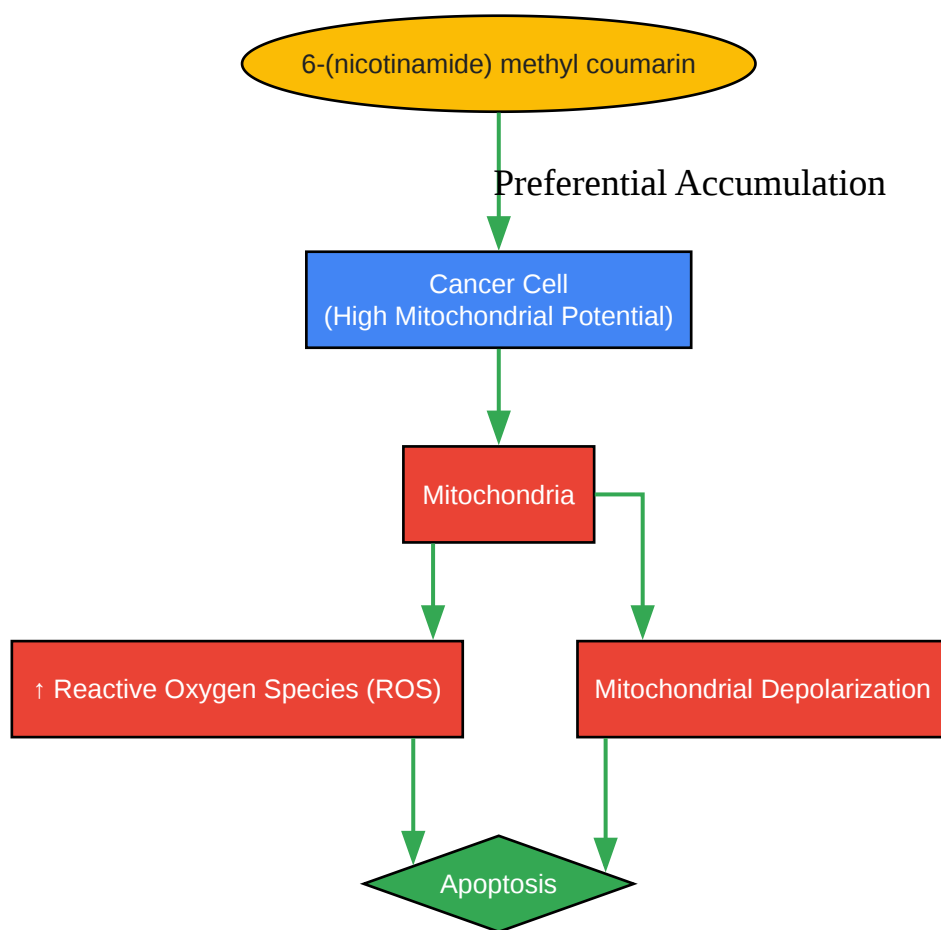 6-(nicotinamide) methyl coumarin
Preferential Accumulation
Cancer Cell
(High Mitochondrial Potential)
Mitochondria
↑ Reactive Oxygen Species (ROS)
Mitochondrial Depolarization
Apoptosis